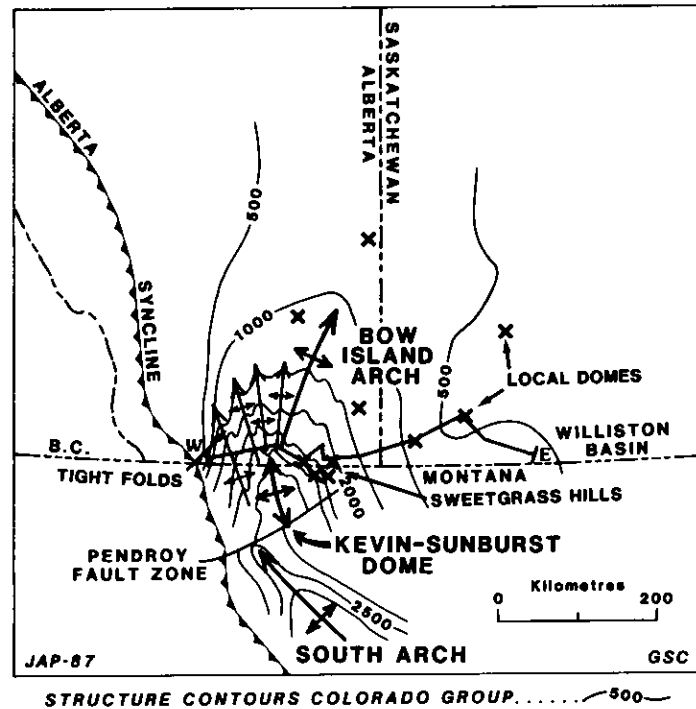 SASKATCHEWAN
ALBERTA
ALBERTA
SYNCLINE
500
1000
500
BOW
ISLAND
ARCH
LOCAL DOMES
WILLISTON
BASIN
B.C.
W
E
TIGHT FOLDS
MONTANA
SWEETGRASS HILLS
1000
PENDROY
FAULT ZONE
KEVIN-SUNBURST
DOME
Kilometres
0 200
2500
SOUTH ARCH
JAP-87
GSC
STRUCTURE CONTOURS COLORADO GROUP......500